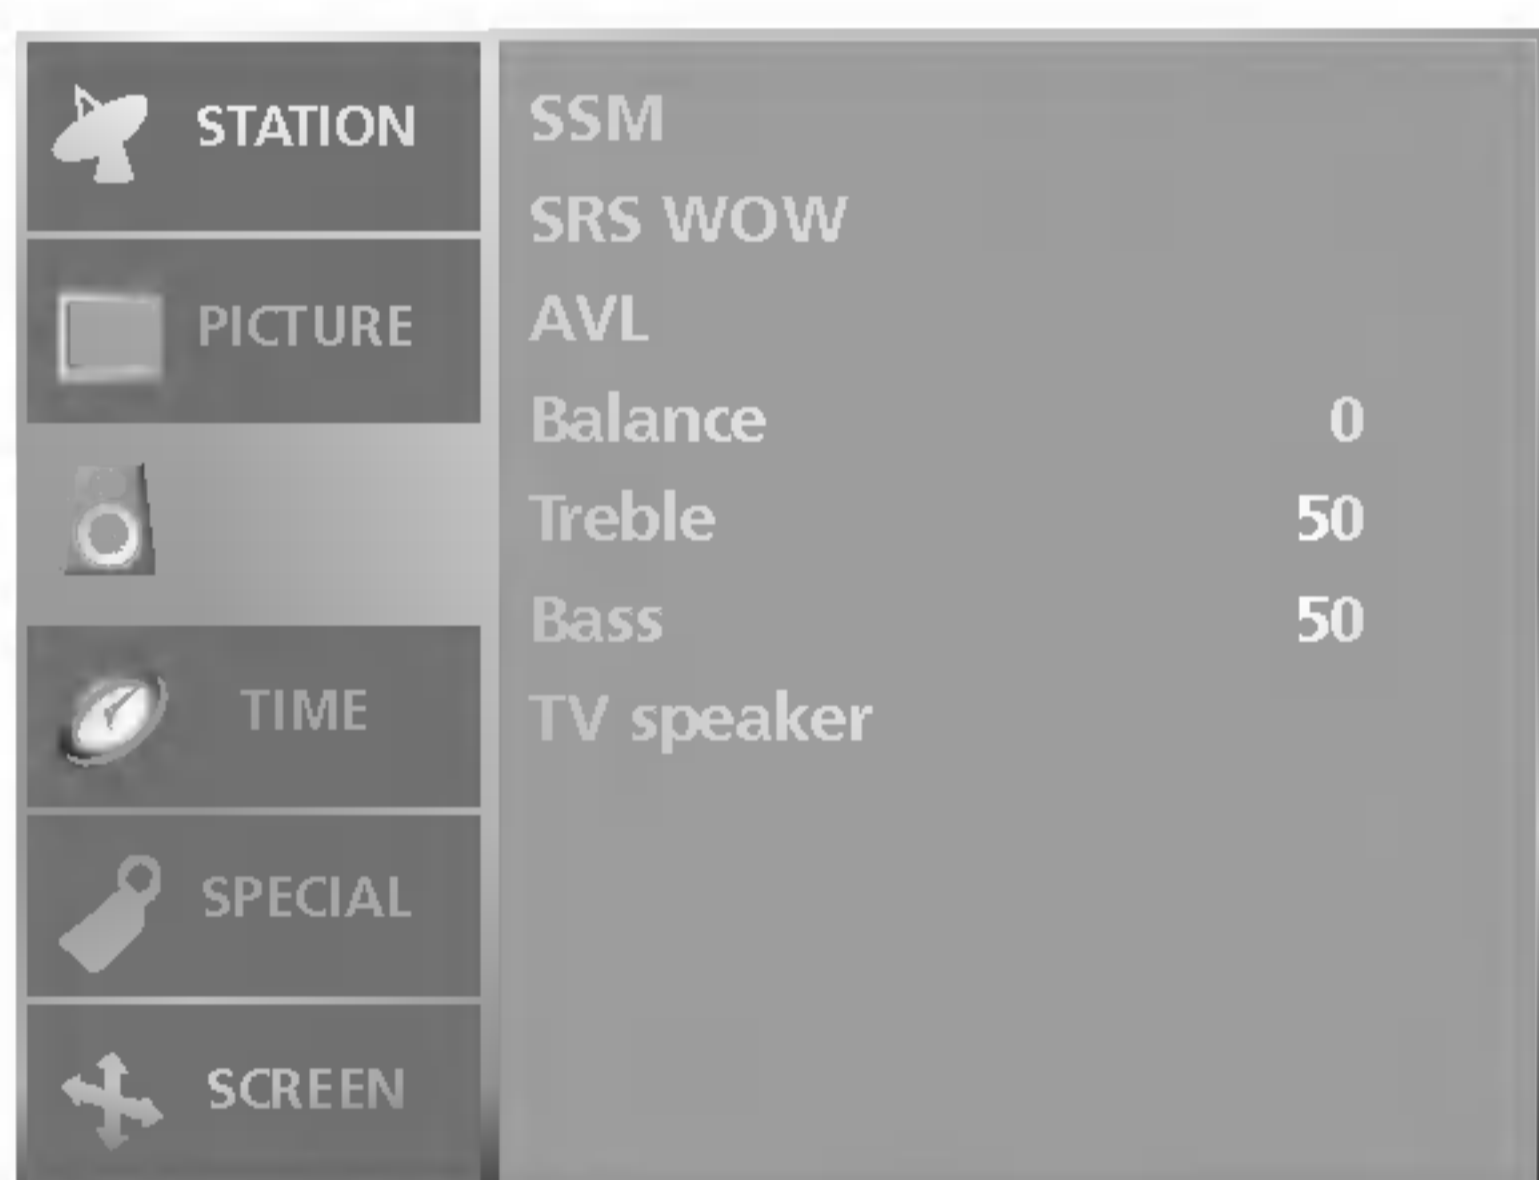 STATION
PICTURE
TIME
SPECIAL
SCREEN
SSM
SRS WOW
AVL
Balance 0
Treble 50
Bass 50
TV speaker